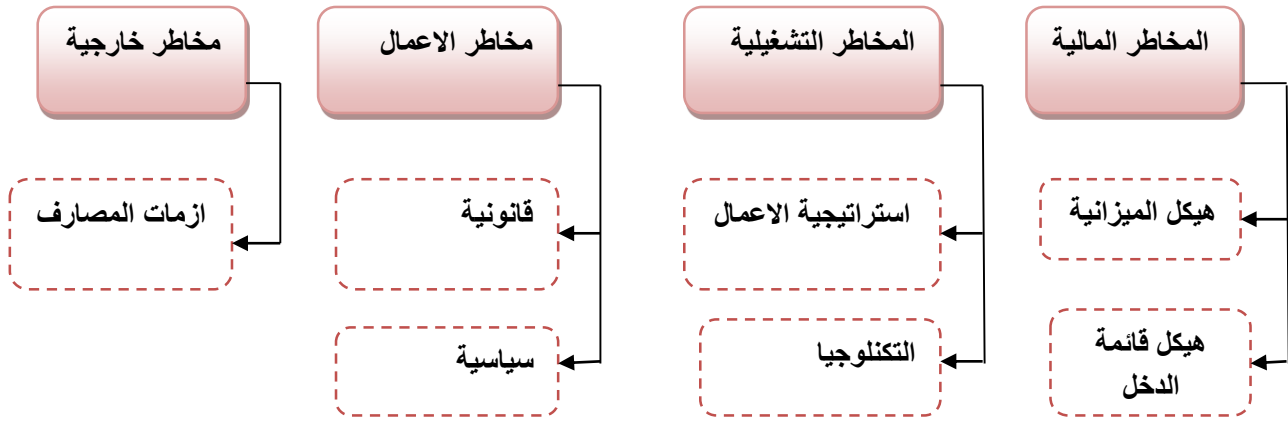 المخاطر المالية
المخاطر التشغيلية
مخاطر الاعمال
مخاطر خارجية
هيكل الميزانية
استراتيجية الاعمال
قانونية
ازمات المصارف
هيكل قائمة
الدخل
التكنلوجيا
سياسية